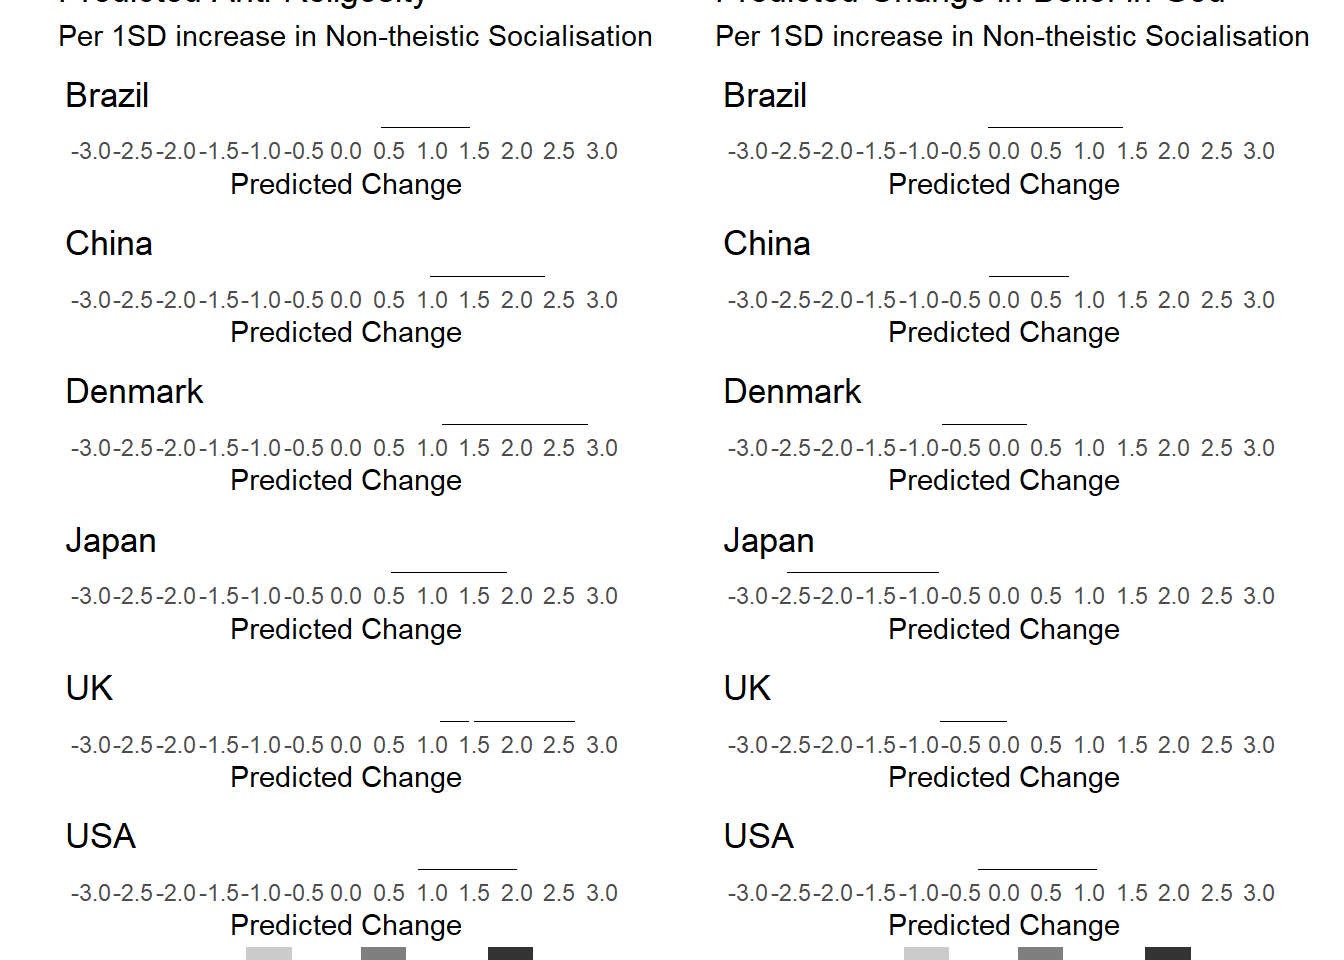 Predicted Anti-Religosity
Per 1SD increase in Non-theistic Socialisation
Brazil
-3.0 -2.5 -2.0 -1.5 -1.0 -0.5 0.0 0.5 1.0 1.5 2.0 2.5 3.0
Predicted Change
China
-3.0 -2.5 -2.0 -1.5 -1.0 -0.5 0.0 0.5 1.0 1.5 2.0 2.5 3.0
Predicted Change
Denmark
-3.0 -2.5 -2.0 -1.5 -1.0 -0.5 0.0 0.5 1.0 1.5 2.0 2.5 3.0
Predicted Change
Japan
-3.0 -2.5 -2.0 -1.5 -1.0 -0.5 0.0 0.5 1.0 1.5 2.0 2.5 3.0
Predicted Change
UK
-3.0 -2.5 -2.0 -1.5 -1.0 -0.5 0.0 0.5 1.0 1.5 2.0 2.5 3.0
Predicted Change
USA
-3.0 -2.5 -2.0 -1.5 -1.0 -0.5 0.0 0.5 1.0 1.5 2.0 2.5 3.0
Predicted Change
Predicted Change in Belief in God
Per 1SD increase in Non-theistic Socialisation
Brazil
-3.0 -2.5 -2.0 -1.5 -1.0 -0.5 0.0 0.5 1.0 1.5 2.0 2.5 3.0
Predicted Change
China
-3.0 -2.5 -2.0 -1.5 -1.0 -0.5 0.0 0.5 1.0 1.5 2.0 2.5 3.0
Predicted Change
Denmark
-3.0 -2.5 -2.0 -1.5 -1.0 -0.5 0.0 0.5 1.0 1.5 2.0 2.5 3.0
Predicted Change
Japan
-3.0 -2.5 -2.0 -1.5 -1.0 -0.5 0.0 0.5 1.0 1.5 2.0 2.5 3.0
Predicted Change
UK
-3.0 -2.5 -2.0 -1.5 -1.0 -0.5 0.0 0.5 1.0 1.5 2.0 2.5 3.0
Predicted Change
USA
-3.0 -2.5 -2.0 -1.5 -1.0 -0.5 0.0 0.5 1.0 1.5 2.0 2.5 3.0
Predicted Change